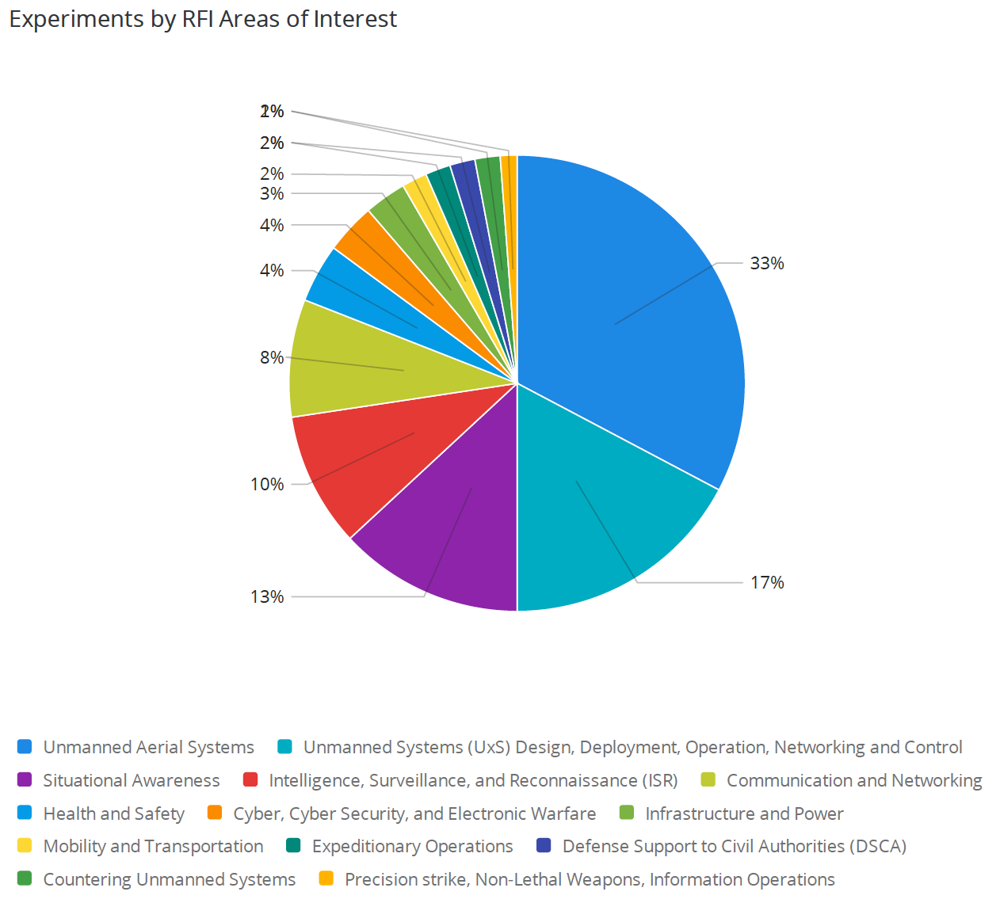 Experiments by RFI Areas of Interest
2%
1%
2%
2%
2%
3%
4%
4%
8%
10%
13%
33%
17%
Unmanned Aerial Systems Unmanned Systems (UxS) Design, Deployment, Operation, Networking and Control
Situational Awareness Intelligence, Surveillance, and Reconnaissance (ISR) Communication and Networking
Health and Safety Cyber, Cyber Security, and Electronic Warfare Infrastructure and Power
Mobility and Transportation Expeditionary Operations Defense Support to Civil Authorities (DSCA)
Countering Unmanned Systems Precision strike, Non-Lethal Weapons, Information Operations